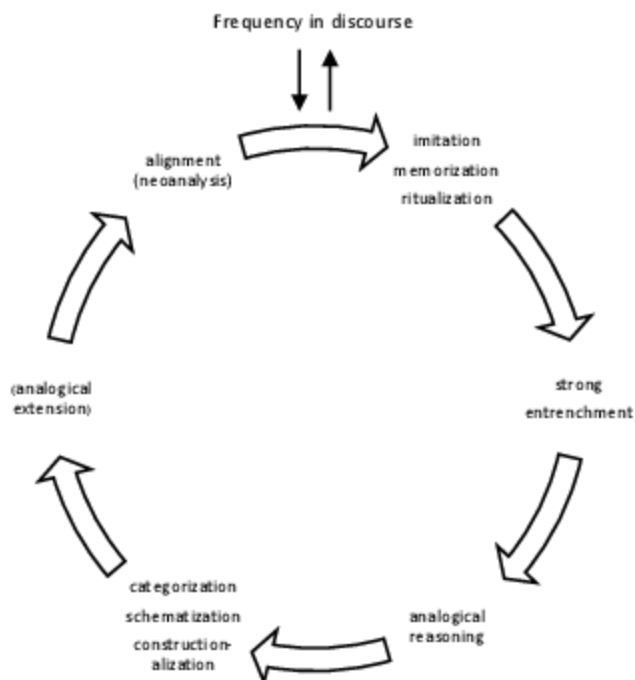 Frequency in discourse
imitation
memorization
ritualization
strong
entrenchment
analogical
reasoning
categorization
schematization
construction-
alization
(analogical
extension)
alignment
(neoanalysis)